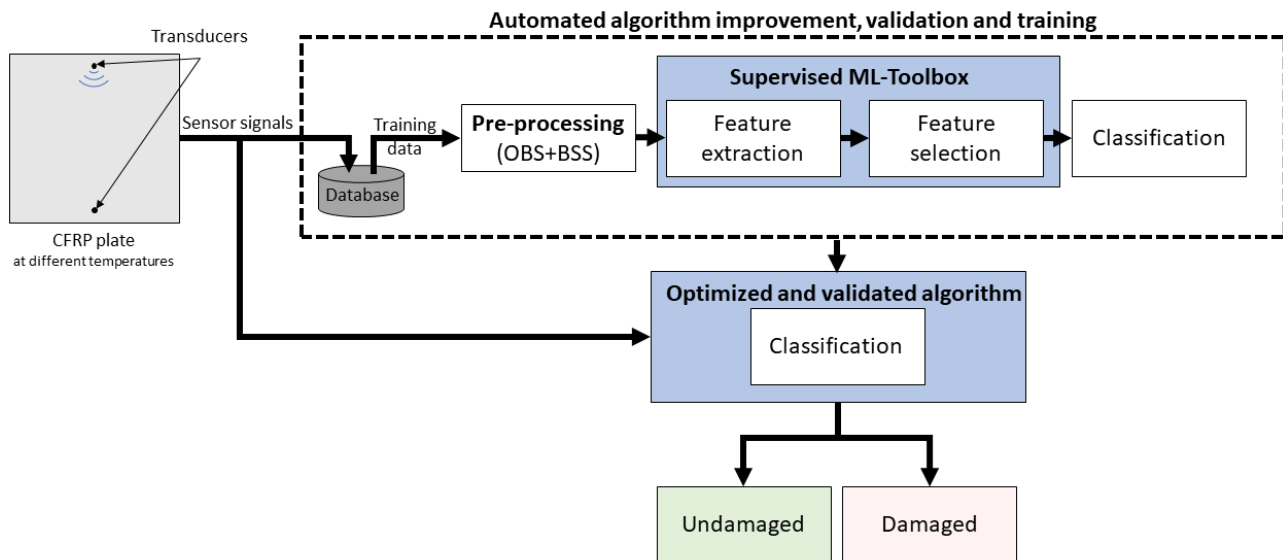 Automated algorithm improvement, validation and training
Transducers
Supervised ML-Toolbox
Sensor signals
Training
data
Pre-processing
(OBS+BSS)
Feature
extraction
Feature
selection
Classification
Database
CFRP plate
at different temperatures
Optimized and validated algorithm
Classification
Undamaged
Damaged